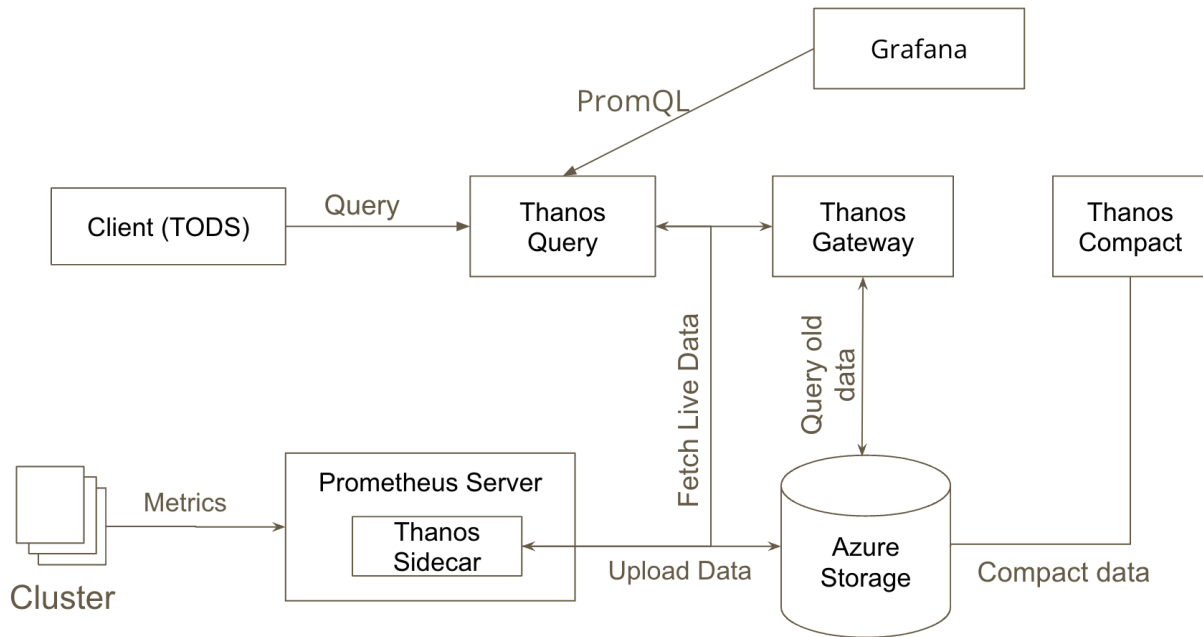 Grafana
PromQL
Client (TODS)
Query
Thanos
Query
Thanos
Gateway
Thanos
Compact
Fetch Live Data
Query old
data
Cluster
Metrics
Prometheus Server
Thanos
Sidecar
Upload Data
Azure
Storage
Compact data